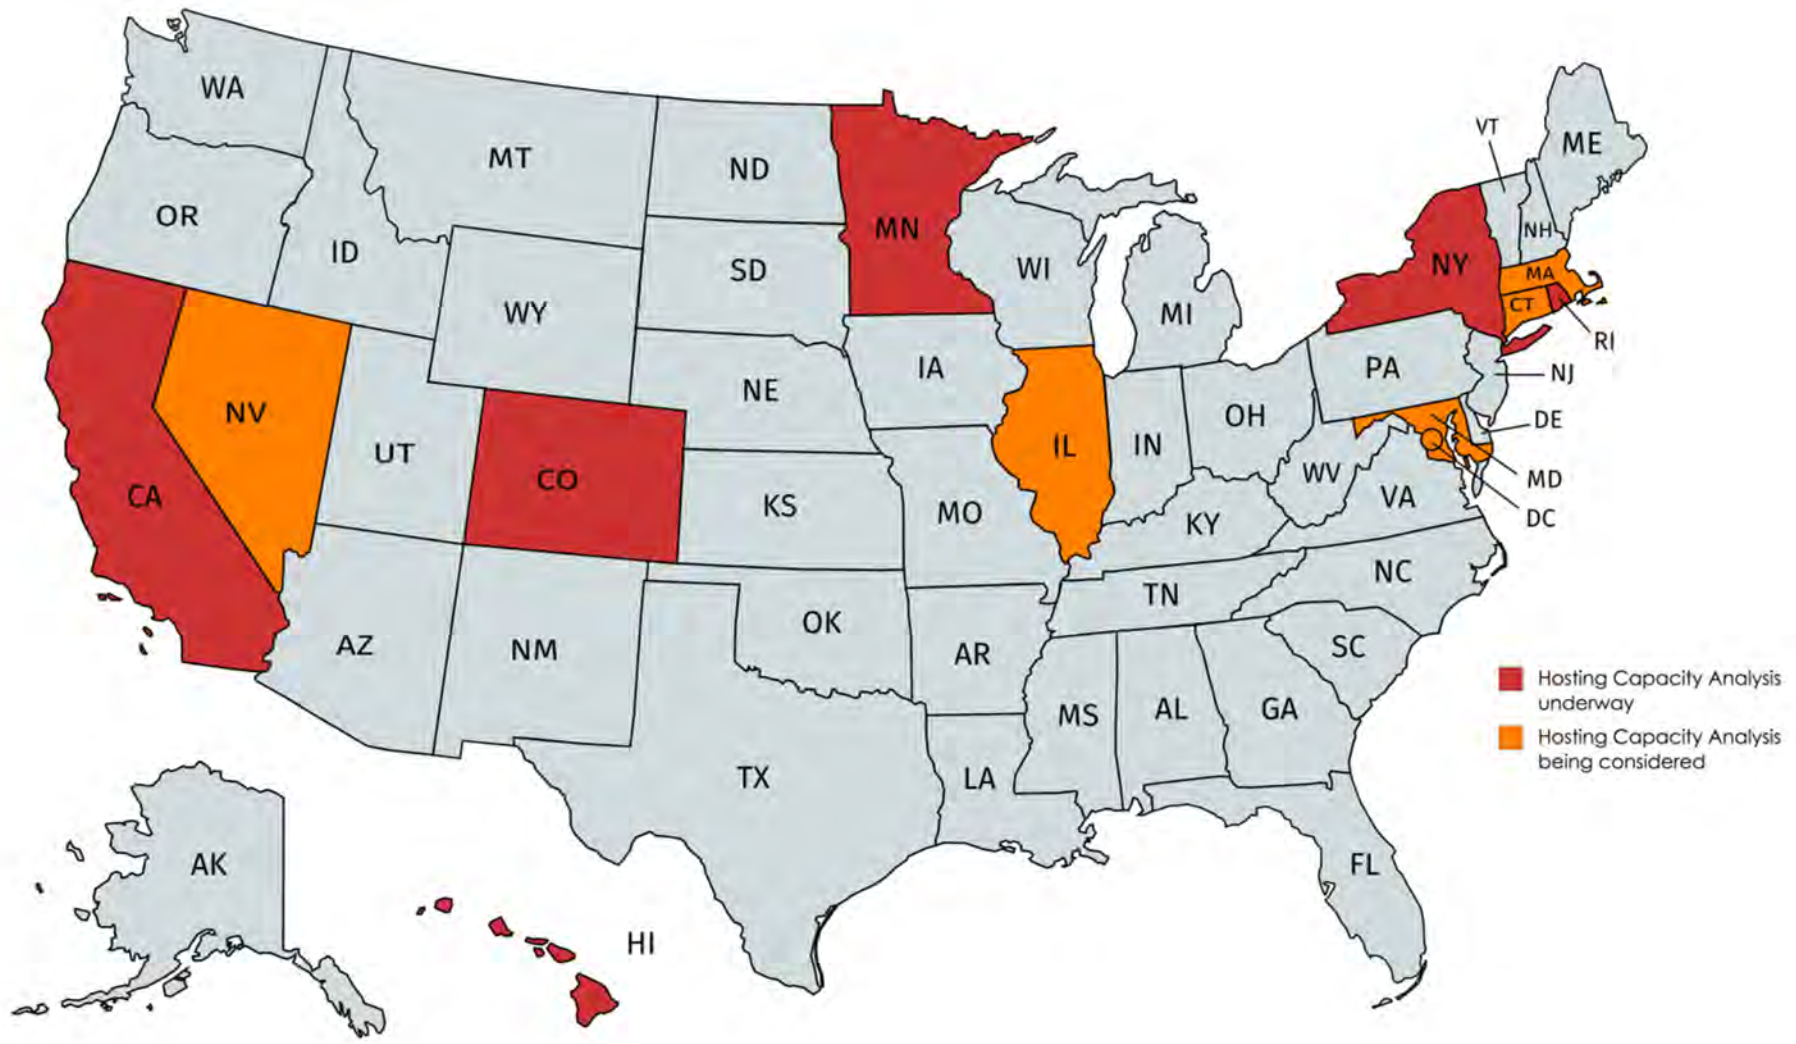 WA
MT
ND
MN
VT
ME
OR
ID
SD
WI
NH
NY
MA
CT
WY
MI
RI
IA
PA
NJ
NE
NV
OH
DE
UT
CO
IL
IN
WV
MD
CA
KS
MO
VA
DC
KY
NC
TN
OK
AZ
NM
AR
SC
Hosting Capacity Analysis
underway
MS
AL
GA
Hosting Capacity Analysis
being considered
TX
LA
AK
FL
HI